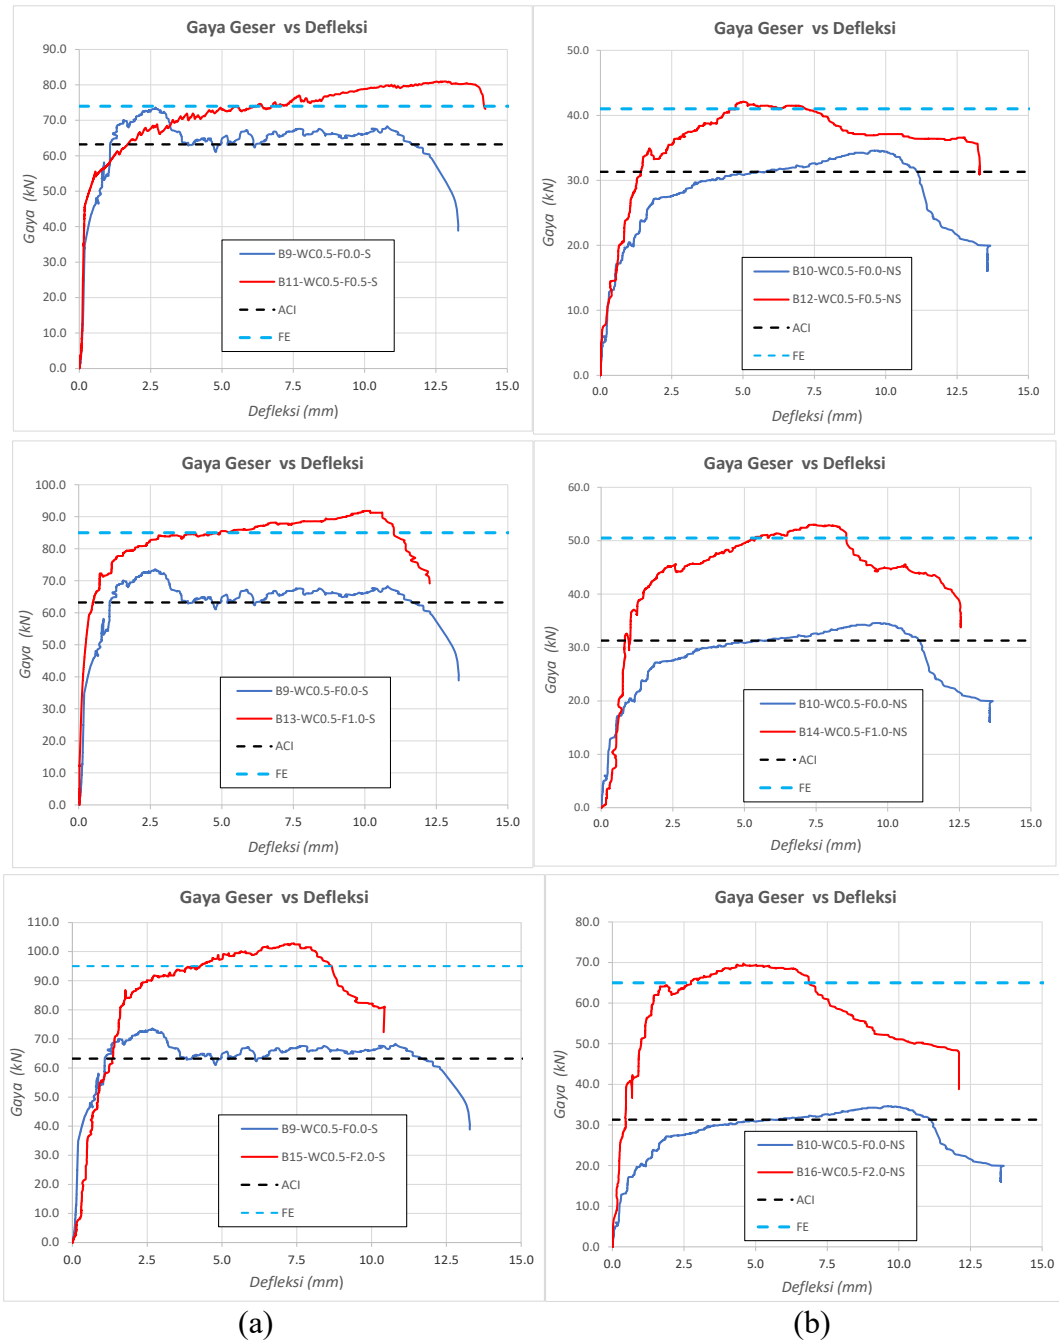 Gaya Geser vs Defleksi
90.0
80.0
70.0
60.0
50.0
40.0
30.0
20.0
10.0
0.0
Gaya (kN)
B9-WC0.5-F0.0-S
B11-WC0.5-F0.5-S
ACI
FE
0.0 2.5 5.0 7.5 10.0 12.5 15.0
Defleksi (mm)
Gaya Geser vs Defleksi
50.0
40.0
30.0
20.0
10.0
0.0
Gaya (kN)
B10-WC0.5-F0.0-NS
B12-WC0.5-F0.5-NS
ACI
FE
0.0 2.5 5.0 7.5 10.0 12.5 15.0
Defleksi (mm)
Gaya Geser vs Defleksi
100.0
90.0
80.0
70.0
60.0
50.0
40.0
30.0
20.0
10.0
0.0
Gaya (kN)
B9-WC0.5-F0.0-S
B13-WC0.5-F1.0-S
ACI
FE
0.0 2.5 5.0 7.5 10.0 12.5 15.0
Defleksi (mm)
Gaya Geser vs Defleksi
60.0
50.0
40.0
30.0
20.0
10.0
0.0
Gaya (kN)
B10-WC0.5-F0.0-NS
B14-WC0.5-F1.0-NS
ACI
FE
0.0 2.5 5.0 7.5 10.0 12.5 15.0
Defleksi (mm)
Gaya Geser vs Defleksi
110.0
100.0
90.0
80.0
70.0
60.0
50.0
40.0
30.0
20.0
10.0
0.0
Gaya (kN)
B9-WC0.5-F0.0-S
B15-WC0.5-F2.0-S
ACI
FE
0.0 2.5 5.0 7.5 10.0 12.5 15.0
Defleksi (mm)
Gaya Geser vs Defleksi
80.0
70.0
60.0
50.0
40.0
30.0
20.0
10.0
0.0
Gaya (kN)
B10-WC0.5-F0.0-NS
B16-WC0.5-F2.0-NS
ACI
FE
0.0 2.5 5.0 7.5 10.0 12.5 15.0
Defleksi (mm)
(a) (b)